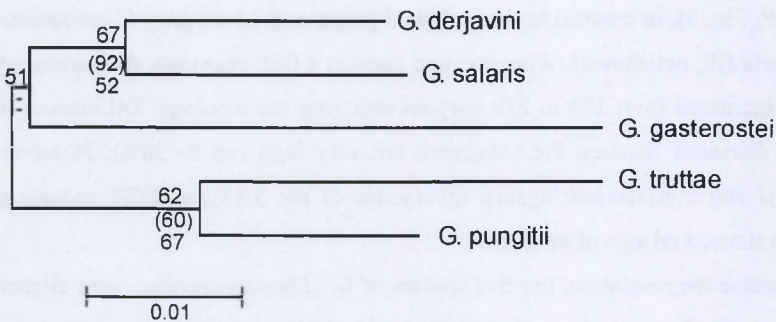 G. derjavini
67
(92)
52
G. salaris
51
G. gasterostei
G. truttae
62
(60)
67
G. pungitii
0.01